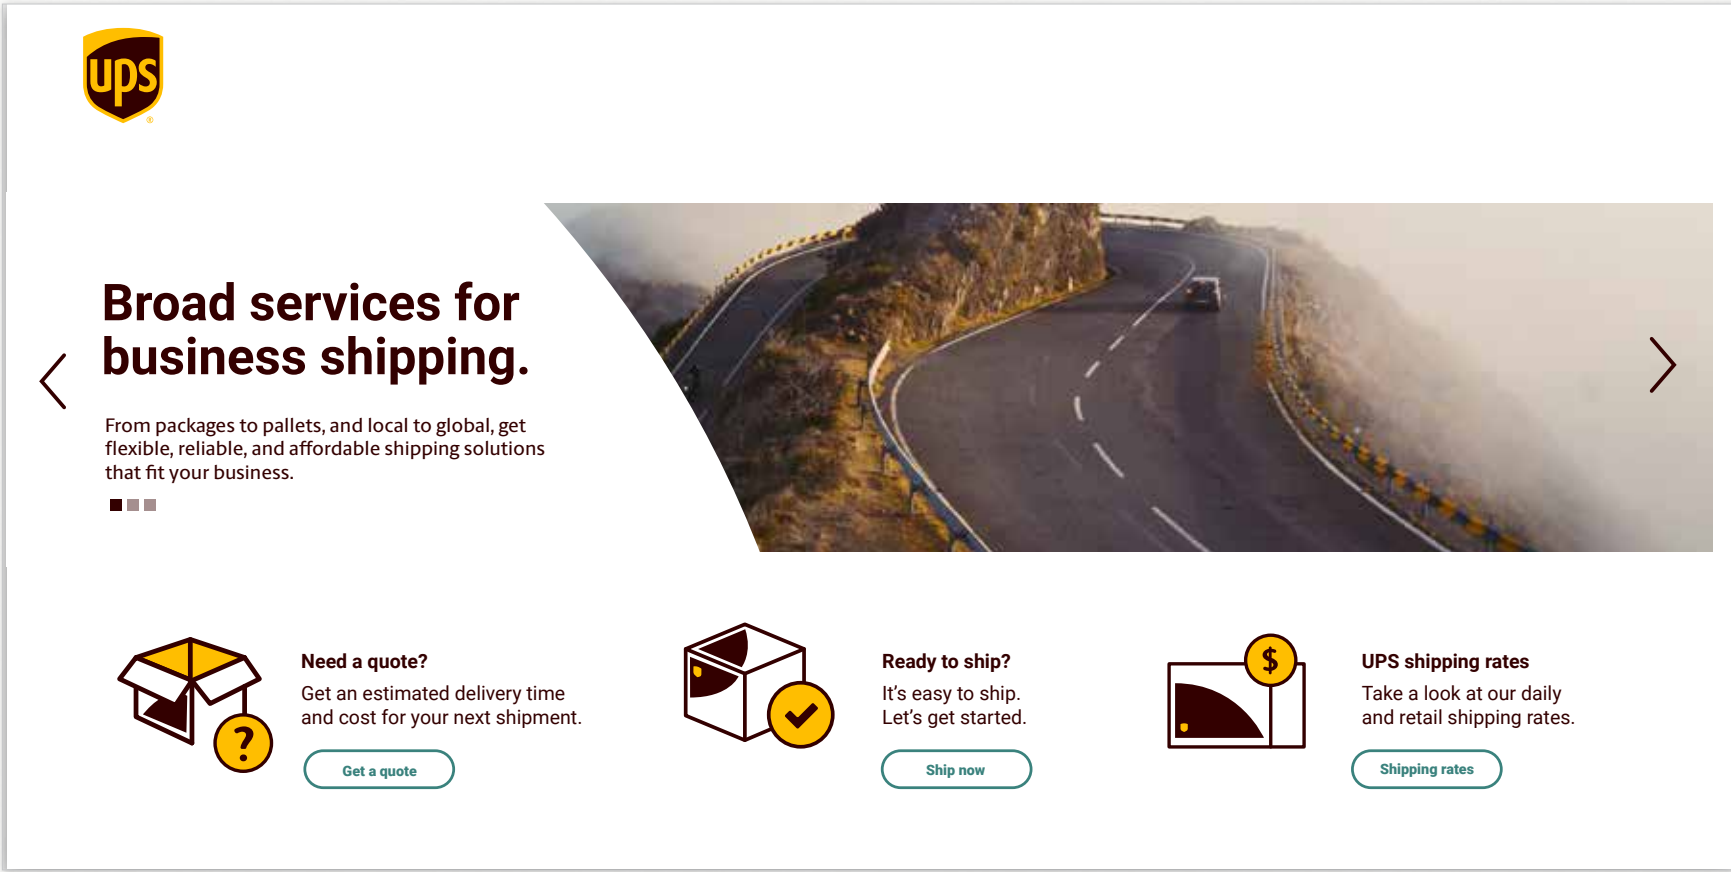 ups
®
Broad services for
business shipping.
From packages to pallets, and local to global, get
flexible, reliable, and affordable shipping solutions
that fit your business.
?
Need a quote?
Get an estimated delivery time
and cost for your next shipment.
Get a quote
Ready to ship?
It’s easy to ship.
Let’s get started.
Ship now
$
UPS shipping rates
Take a look at our daily
and retail shipping rates.
Shipping rates